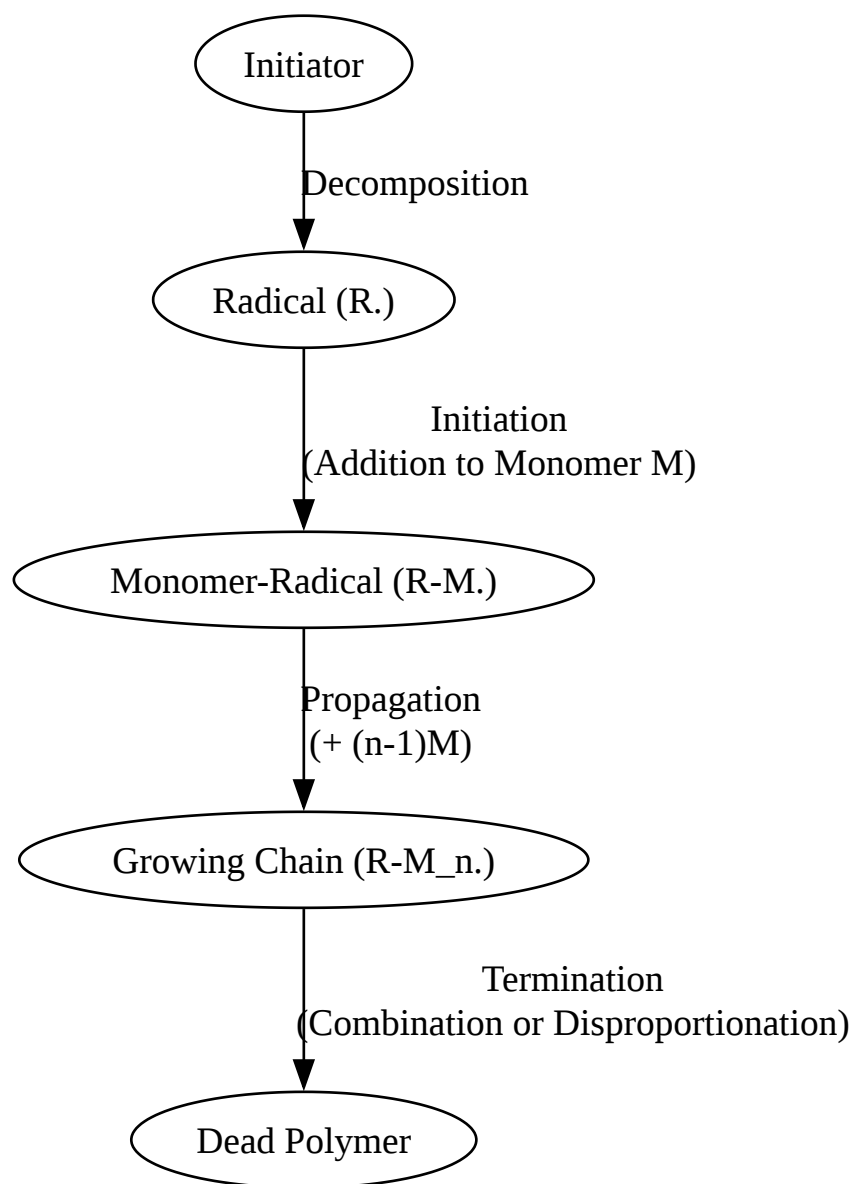 Initiator
Decomposition
Radical (R.)
Initiation
(Addition to Monomer M)
Monomer-Radical (R-M.)
Propagation
(+ (n-1)M)
Growing Chain (R-M_n.)
Termination
(Combination or Disproportionation)
Dead Polymer